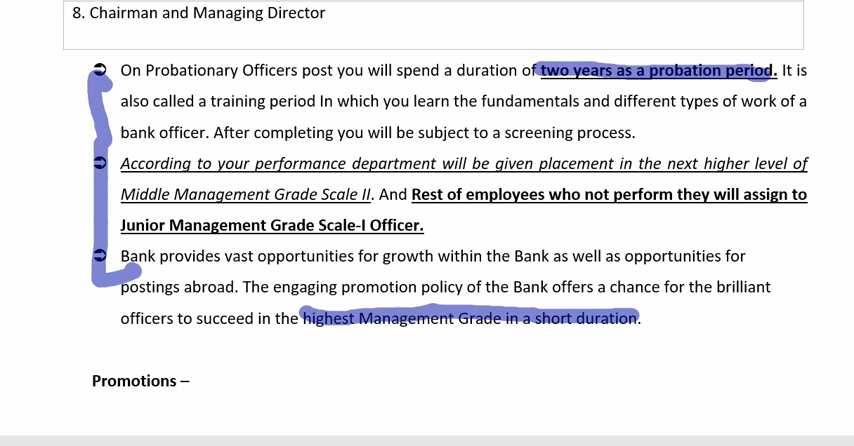 8. Chairman and Managing Director
On Probationary Officers post you will spend a duration of two years as a probation period. It is
also called a training period In which you learn the fundamentals and different types of work of a
bank officer. After completing you will be subject to a screening process.
According to your performance department will be given placement in the next higher level of
Middle Management Grade Scale II. And Rest of employees who not perform they will assign to
Junior Management Grade Scale-I Officer.
Bank provides vast opportunities for growth within the Bank as well as opportunities for
postings abroad. The engaging promotion policy of the Bank offers a chance for the brilliant
officers to succeed in the highest Management Grade in a short duration.
Promotions –